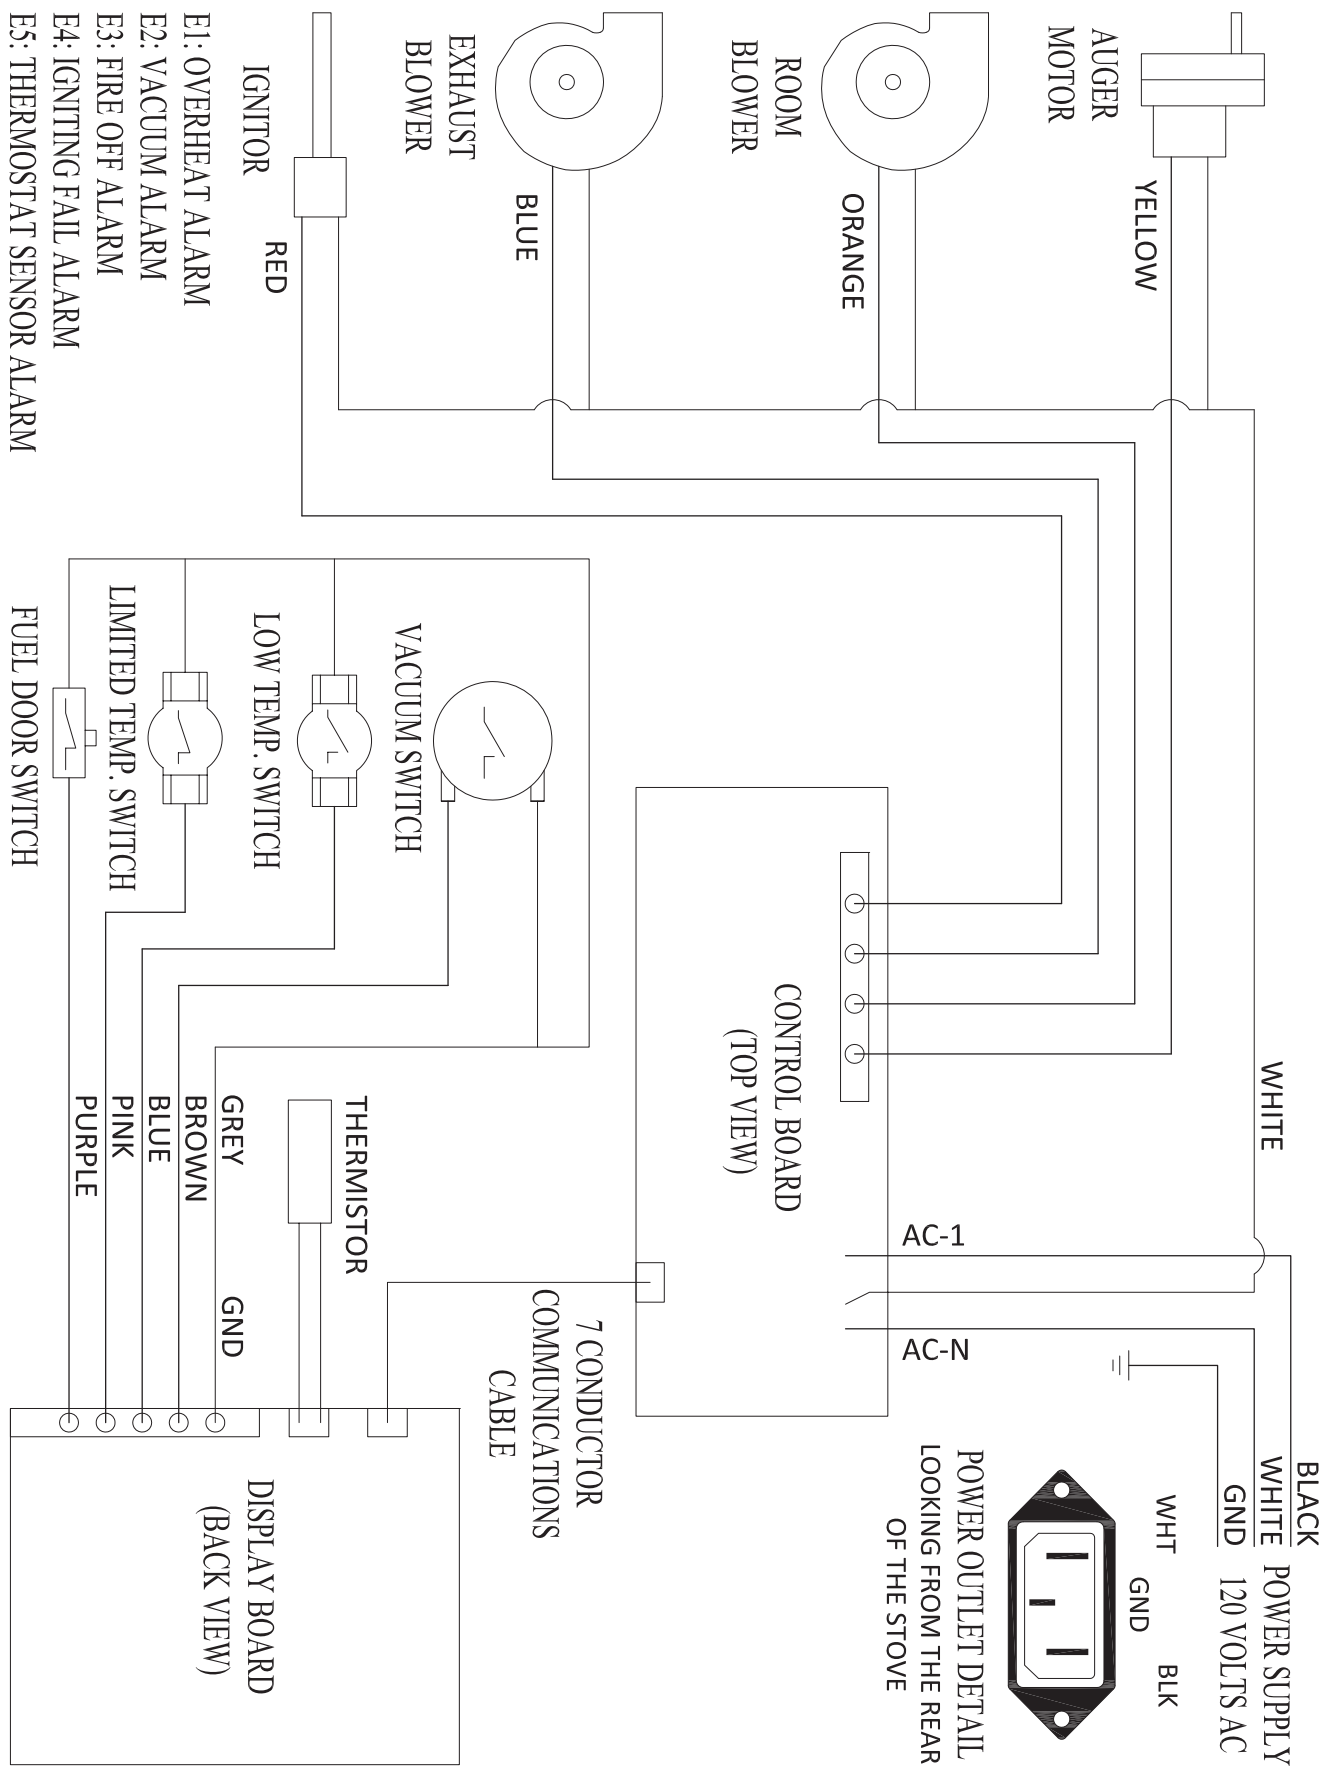 AUGER
MOTOR
YELLOW
ROOM
BLOWER
ORANGE
EXHAUST
BLOWER
BLUE
IGNITOR
RED
E1: OVERHEAT ALARM
E2: VACUUM ALARM
E3: FIRE OFF ALARM
E4: IGNITING FAIL ALARM
E5: THERMOSTAT SENSOR ALARM
WHITE
VACUUM SWITCH
LOW TEMP. SWITCH
LIMITED TEMP. SWITCH
FUEL DOOR SWITCH
CONTROL BOARD
(TOP VIEW)
AC-1
AC-N
GREY
BROWN
BLUE
PINK
PURPLE
GND
THERMISTOR
7 CONDUCTOR
COMMUNICATIONS
CABLE
DISPLAY BOARD
(BACK VIEW)
BLACK
WHITE
GND
POWER SUPPLY
120 VOLTS AC
WHT
GND
BLK
POWER OUTLET DETAIL
LOOKING FROM THE REAR
OF THE STOVE